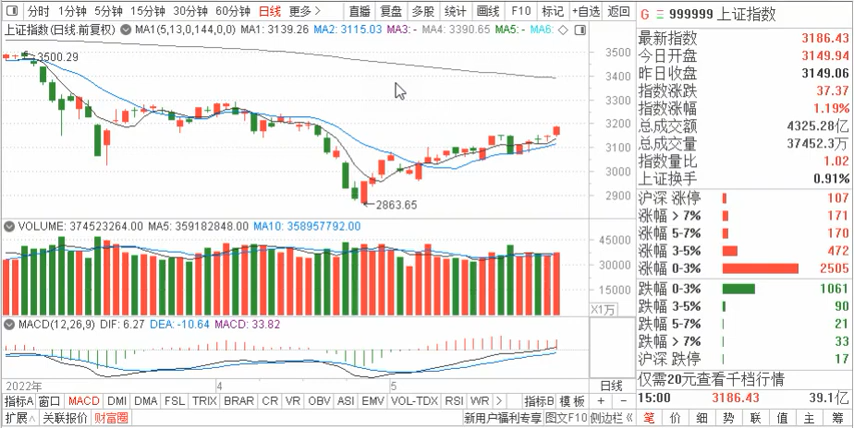 分时 1分钟 5分钟 15分钟 30分钟 60分钟 日线 更多 直播 复盘 多股 统计 画线 F10 标记 +自选 返回
上证指数(日线.前复权) MA1(5,13,0,144,0,0) MA1: 3139.26 MA2: 3115.03 MA3: - MA4: 3390.65 MA5: - MA6:
3500.29
3500
3400
3300
3200
3100
3000
2900
2863.65
VOLUME: 374523264.00 MA5: 359182848.00 MA10: 358957792.00
45000
30000
15000
X1万
MACD(12,26,9) DIF: 6.27 DEA: -10.64 MACD: 33.82
2022年 4 5 日线
指标A 窗口 MACD DMI DMA FSL TRIX BRAR CR VR OBV ASI EMV VOL-TDX RSI WR > 指标B 模板 + −
扩展∧ 关联报价 财富圈 新用户福利专享 图文F10 侧边栏<<
G 999999 上证指数
最新指数 3186.43
今日开盘 3149.94
昨日收盘 3149.06
指数涨跌 37.37
指数涨幅 1.19%
总成交额 4325.28亿
总成交量 37452.3万
指数量比 1.02
上证换手 0.91%
沪深 涨停 107
涨幅 > 7% 171
涨幅 5-7% 170
涨幅 3-5% 472
涨幅 0-3% 2505
跌幅 0-3% 1061
跌幅 3-5% 90
跌幅 5-7% 21
跌幅 > 7% 33
沪深 跌停 17
仅需20元查看千档行情
15:00 3186.43 39.1亿
笔 价 细 势 联 值 主 筹